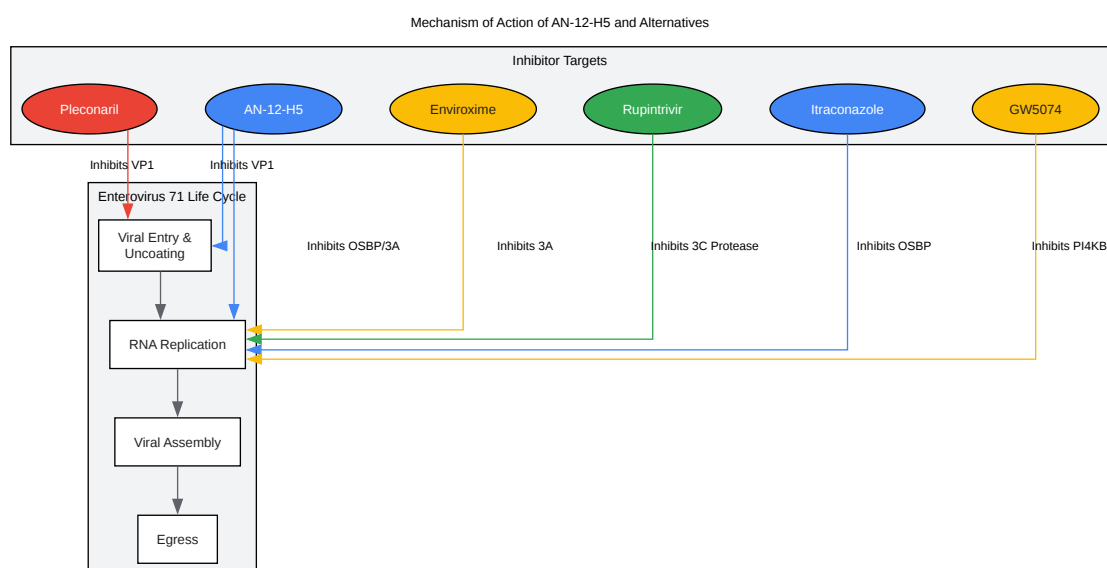 Mechanism of Action of AN-12-H5 and Alternatives
Inhibitor Targets
Pleconaril
AN-12-H5
Enviroxime
Rupintrivir
Itraconazole
GW5074
Inhibits VP1
Inhibits VP1
Enterovirus 71 Life Cycle
Viral Entry &
Uncoating
Inhibits OSBP/3A
Inhibits 3A
Inhibits 3C Protease
Inhibits OSBP
Inhibits PI4KB
RNA Replication
Viral Assembly
Egress